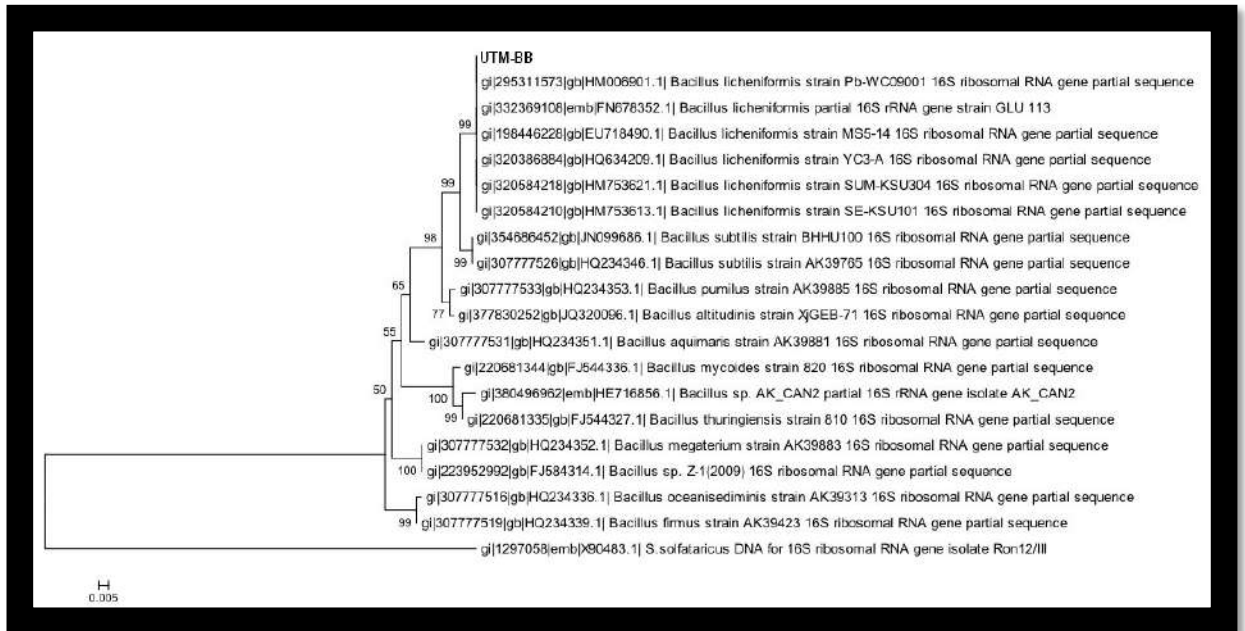 UTM-BB
gi|295311573|gb|HM006901.1| Bacillus licheniformis strain Pb-WC09001 16S ribosomal RNA gene partial sequence
gi|332369108|emb|FN678352.1| Bacillus licheniformis partial 16S rRNA gene strain GLU 113
99
gi|198446228|gb|EU718490.1| Bacillus licheniformis strain MS5-14 16S ribosomal RNA gene partial sequence
gi|320386884|gb|HQ634209.1| Bacillus licheniformis strain YC3-A 16S ribosomal RNA gene partial sequence
99
gi|320584218|gb|HM753621.1| Bacillus licheniformis strain SUM-KSU304 16S ribosomal RNA gene partial sequence
gi|320584210|gb|HM753613.1| Bacillus licheniformis strain SE-KSU101 16S ribosomal RNA gene partial sequence
98
gi|354686452|gb|JN099686.1| Bacillus subtilis strain BHHU100 16S ribosomal RNA gene partial sequence
99
gi|307777526|gb|HQ234346.1| Bacillus subtilis strain AK39765 16S ribosomal RNA gene partial sequence
65
gi|307777533|gb|HQ234353.1| Bacillus pumilus strain AK39885 16S ribosomal RNA gene partial sequence
77
gi|377830252|gb|JQ320096.1| Bacillus altitudinis strain XjGEB-71 16S ribosomal RNA gene partial sequence
55
gi|307777531|gb|HQ234351.1| Bacillus aquimaris strain AK39881 16S ribosomal RNA gene partial sequence
gi|220681344|gb|FJ544336.1| Bacillus mycoides strain 820 16S ribosomal RNA gene partial sequence
50
gi|380496962|emb|HE716856.1| Bacillus sp. AK_CAN2 partial 16S rRNA gene isolate AK_CAN2
100
99
gi|220681335|gb|FJ544327.1| Bacillus thuringiensis strain 810 16S ribosomal RNA gene partial sequence
gi|307777532|gb|HQ234352.1| Bacillus megaterium strain AK39883 16S ribosomal RNA gene partial sequence
100
gi|223952992|gb|FJ584314.1| Bacillus sp. Z-1(2009) 16S ribosomal RNA gene partial sequence
gi|307777516|gb|HQ234336.1| Bacillus oceanisediminis strain AK39313 16S ribosomal RNA gene partial sequence
99
gi|307777519|gb|HQ234339.1| Bacillus firmus strain AK39423 16S ribosomal RNA gene partial sequence
gi|1297058|emb|X90483.1| S.solfataricus DNA for 16S ribosomal RNA gene isolate Ron12/III
0.005